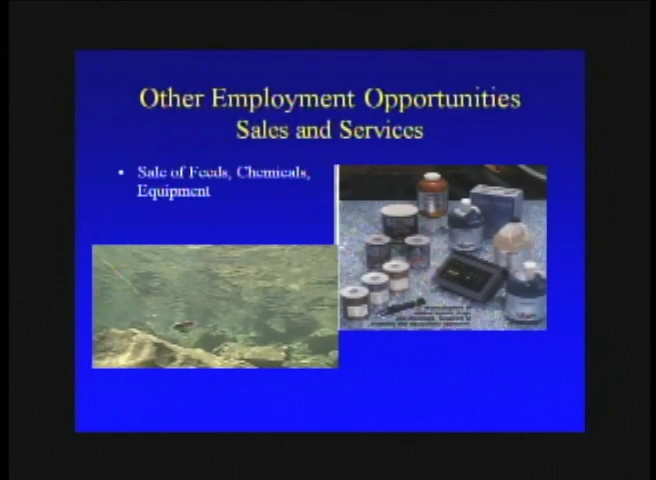 Other Employment Opportunities
Sales and Services
• Sale of Feeds, Chemicals,
Equipment